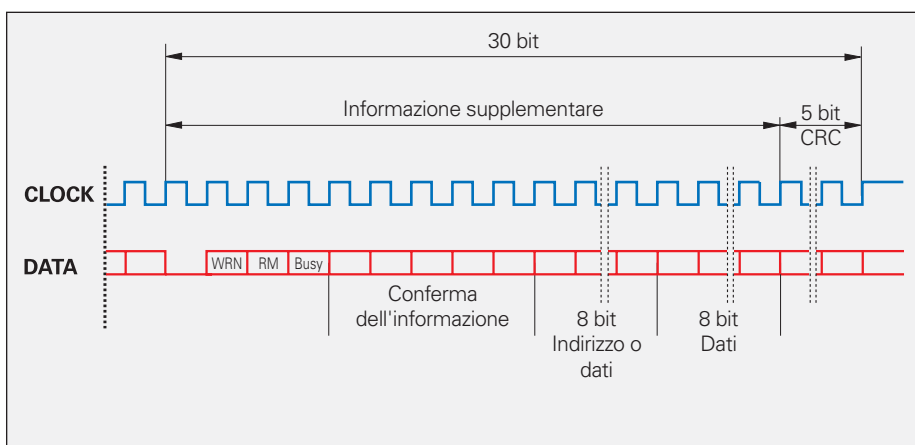 30 bit
Informazione supplementare
5 bit
CRC
CLOCK
DATA
WRN
RM
Busy
Conferma
dell'informazione
8 bit
Indirizzo o
dati
8 bit
Dati